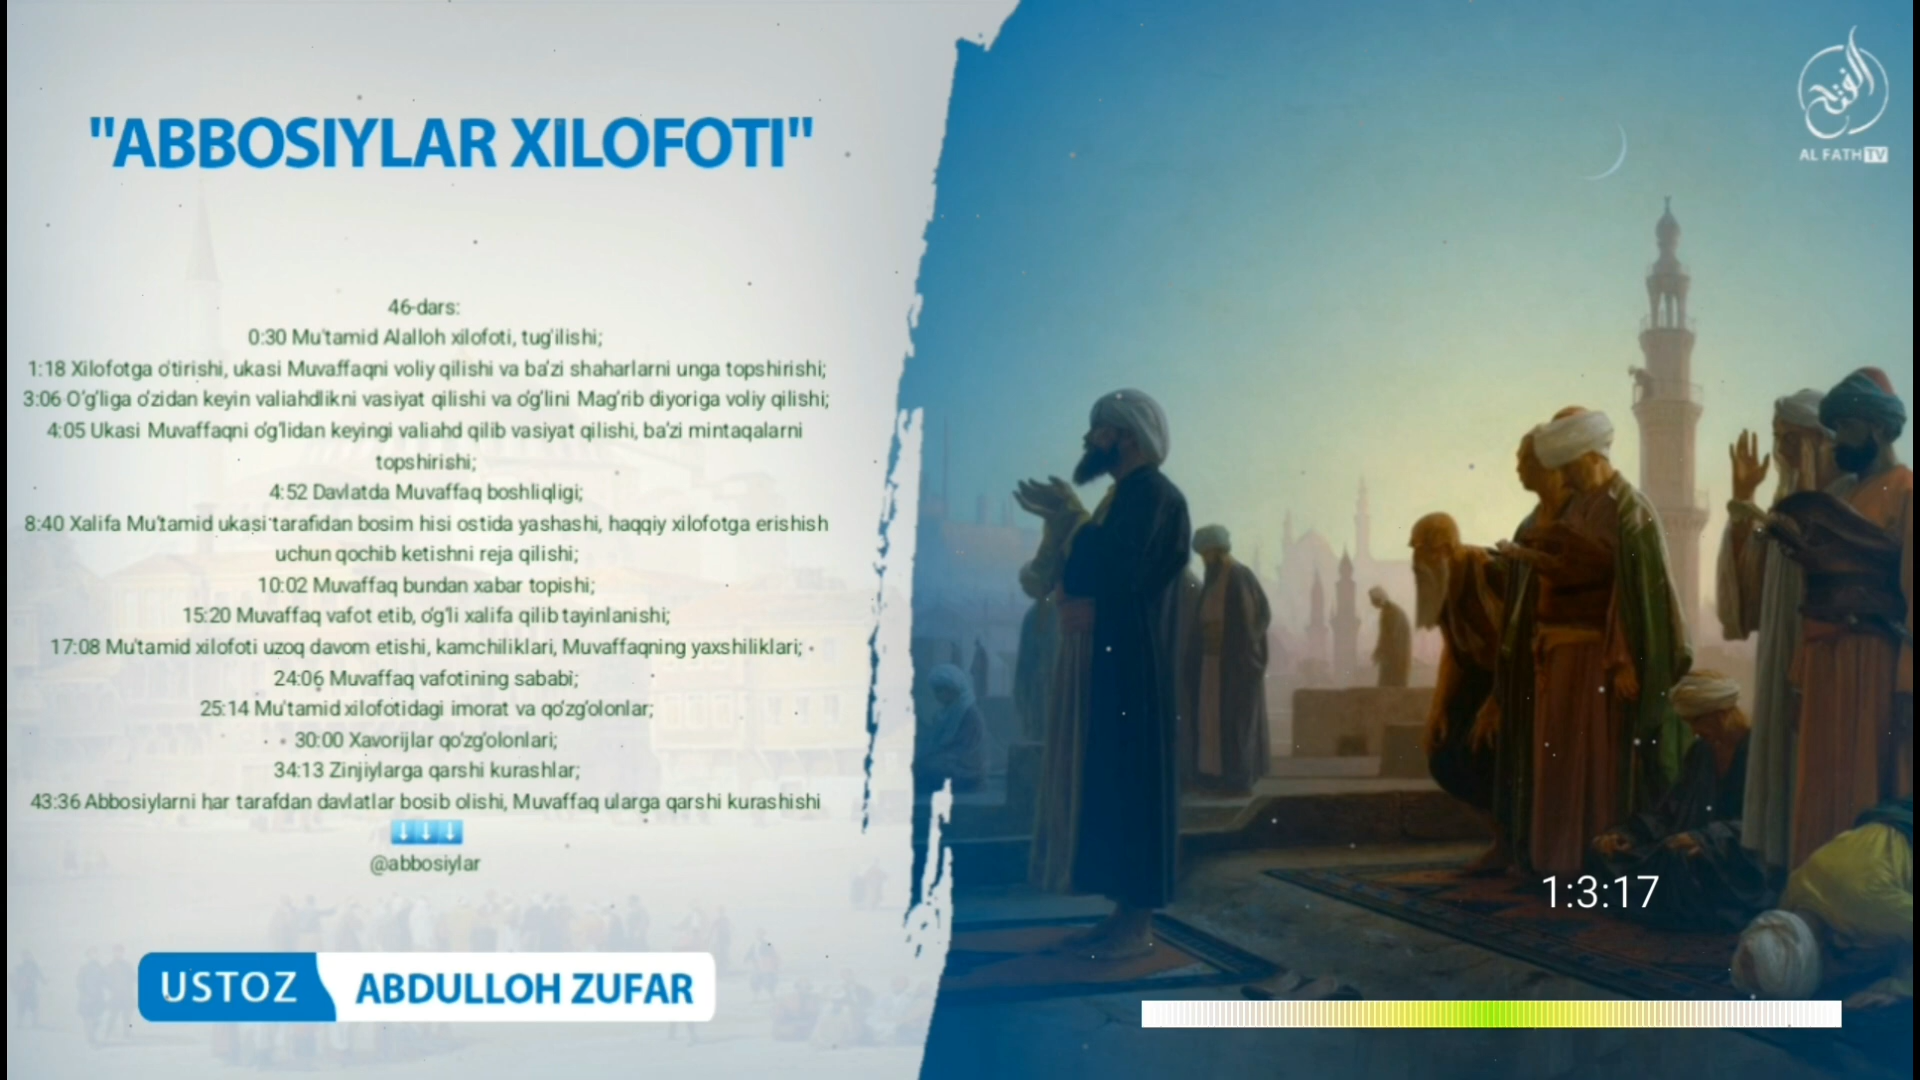 "ABBOSIYLAR XILOFOTI"
46-dars:
0:30 Mu'tamid Alalloh xilofoti, tug'ilishi;
1:18 Xilofotga o'tirishi, ukasi Muvaffaqni voliy qilishi va ba'zi shaharlarni unga topshirishi;
3:06 O'g'liga o'zidan keyin valiahdlikni vasiyat qilishi va o'g'lini Mag'rib diyoriga voliy qilishi;
4:05 Ukasi Muvaffaqni o'g'lidan keyingi valiahd qilib vasiyat qilishi, ba'zi mintaqalarni
topshirishi;
4:52 Davlatda Muvaffaq boshliqligi;
8:40 Xalifa Mu'tamid ukasi tarafidan bosim hisi ostida yashashi, haqqiy xilofotga erishish
uchun qochib ketishni reja qilishi;
10:02 Muvaffaq bundan xabar topishi;
15:20 Muvaffaq vafot etib, o'g'li xalifa qilib tayinlanishi;
17:08 Mu'tamid xilofoti uzoq davom etishi, kamchiliklari, Muvaffaqning yaxshiliklari;
24:06 Muvaffaq vafotining sababi;
25:14 Mu'tamid xilofotidagi imorat va qo'zg'olonlar;
30:00 Xavorijlar qo'zg'olonlari;
34:13 Zinjiylarga qarshi kurashlar;
43:36 Abbosiylarni har tarafdan davlatlar bosib olishi, Muvaffaq ularga qarshi kurashishi
⬇️⬇️⬇️
@abbosiylar
USTOZ ABDULLOH ZUFAR
الفتح
AL FATH TV
1:3:17